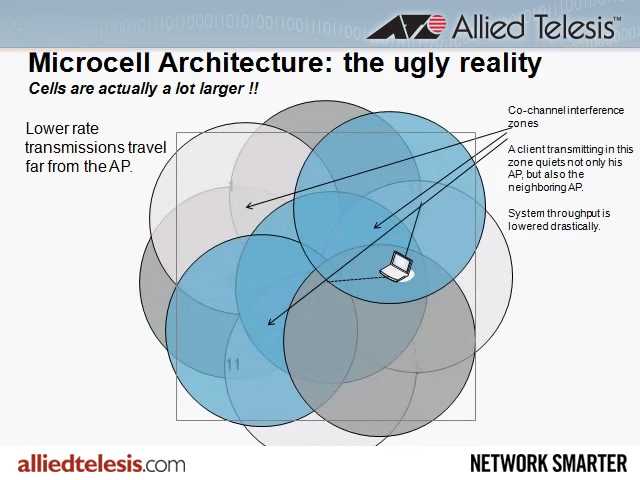 Allied Telesis™
Microcell Architecture: the ugly reality
Cells are actually a lot larger !!
Lower rate
transmissions travel
far from the AP.
Co-channel interference
zones
A client transmitting in this
zone quiets not only his
AP, but also the
neighboring AP.
System throughput is
lowered drastically.
11
alliedtelesis.com
NETWORK SMARTER